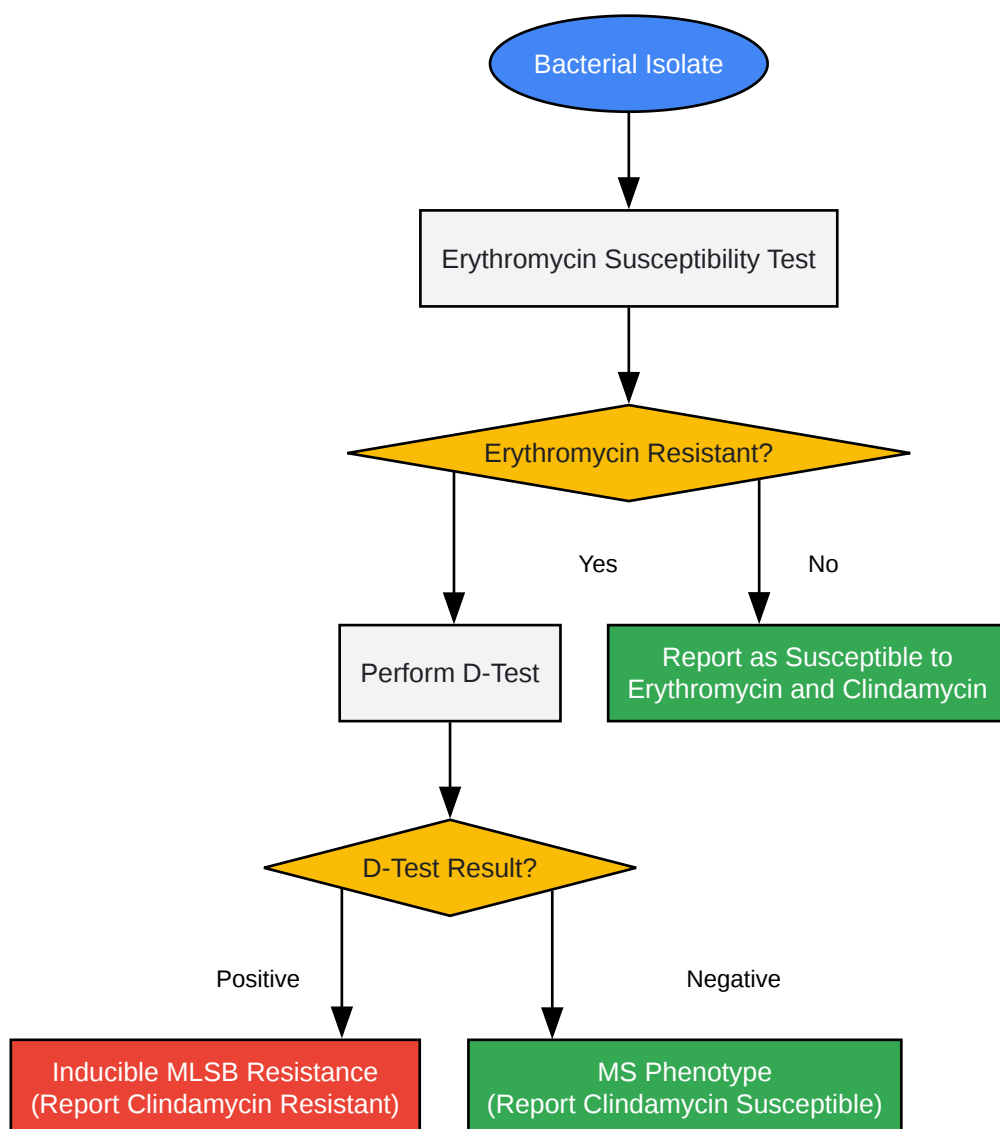 Bacterial Isolate
Erythromycin Susceptibility Test
Erythromycin Resistant?
Yes
No
Perform D-Test
Report as Susceptible to
Erythromycin and Clindamycin
D-Test Result?
Positive
Negative
Inducible MLSB Resistance
(Report Clindamycin Resistant)
MS Phenotype
(Report Clindamycin Susceptible)